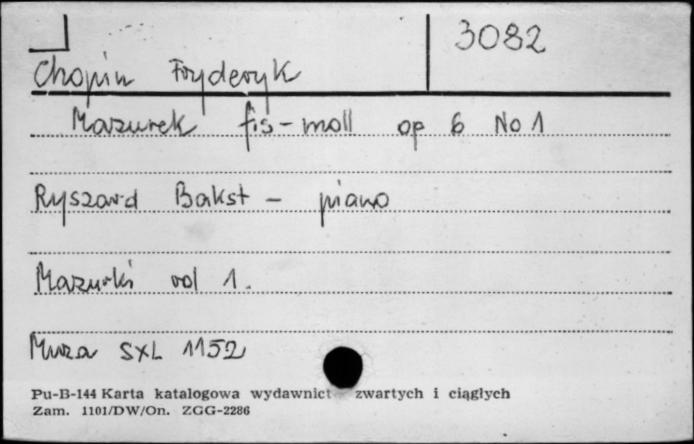 3082
Chopin Fryderyk
Mazurek fis-moll op 6 No 1
Ryszard Bakst - piano
Mazurki vol 1.
Muza SXL 1152
Pu-B-144 Karta katalogowa wydawnict zwartych i ciągłych
Zam. 1101/DW/On. ZGG-2286